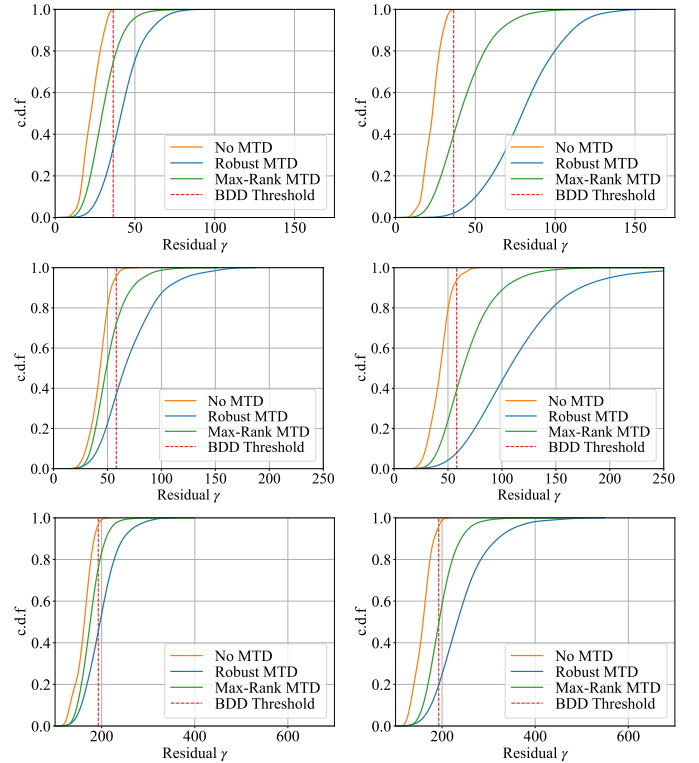 1.0
0.8
0.6
0.4
0.2
0.0
c.d.f
No MTD
Robust MTD
Max-Rank MTD
BDD Threshold
0 50 100 150
Residual γ
1.0
0.8
0.6
0.4
0.2
0.0
c.d.f
No MTD
Robust MTD
Max-Rank MTD
BDD Threshold
0 50 100 150
Residual γ
1.0
0.8
0.6
0.4
0.2
0.0
c.d.f
No MTD
Robust MTD
Max-Rank MTD
BDD Threshold
0 50 100 150 200 250
Residual γ
1.0
0.8
0.6
0.4
0.2
0.0
c.d.f
No MTD
Robust MTD
Max-Rank MTD
BDD Threshold
0 50 100 150 200 250
Residual γ
1.0
0.8
0.6
0.4
0.2
0.0
c.d.f
No MTD
Robust MTD
Max-Rank MTD
BDD Threshold
200 400 600
Residual γ
1.0
0.8
0.6
0.4
0.2
0.0
c.d.f
No MTD
Robust MTD
Max-Rank MTD
BDD Threshold
200 400 600
Residual γ